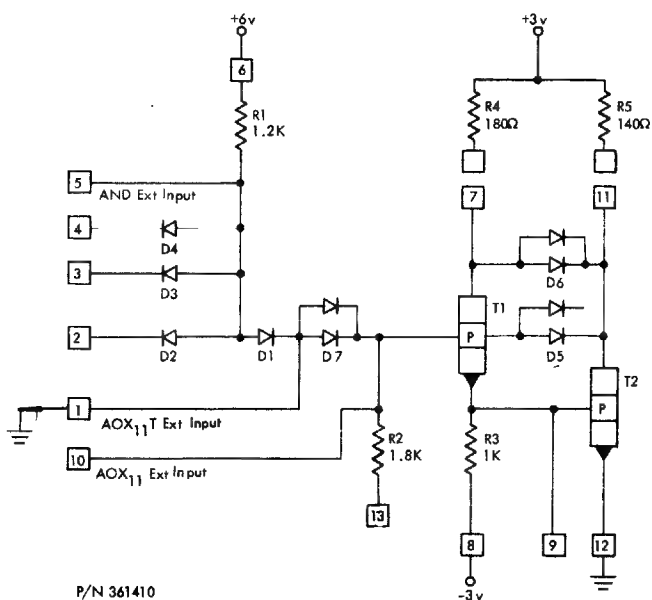 +6v
+3v
6
R1
1.2K
R4
180Ω
R5
140Ω
5
AND Ext Input
7
11
4
D4
3
D3
D6
T1
2
D2
D1
D7
P
D5
T2
1
AOX11T Ext Input
P
10
AOX11 Ext Input
R2
1.8K
R3
1K
13
8
9
12
-3v
P/N 361410